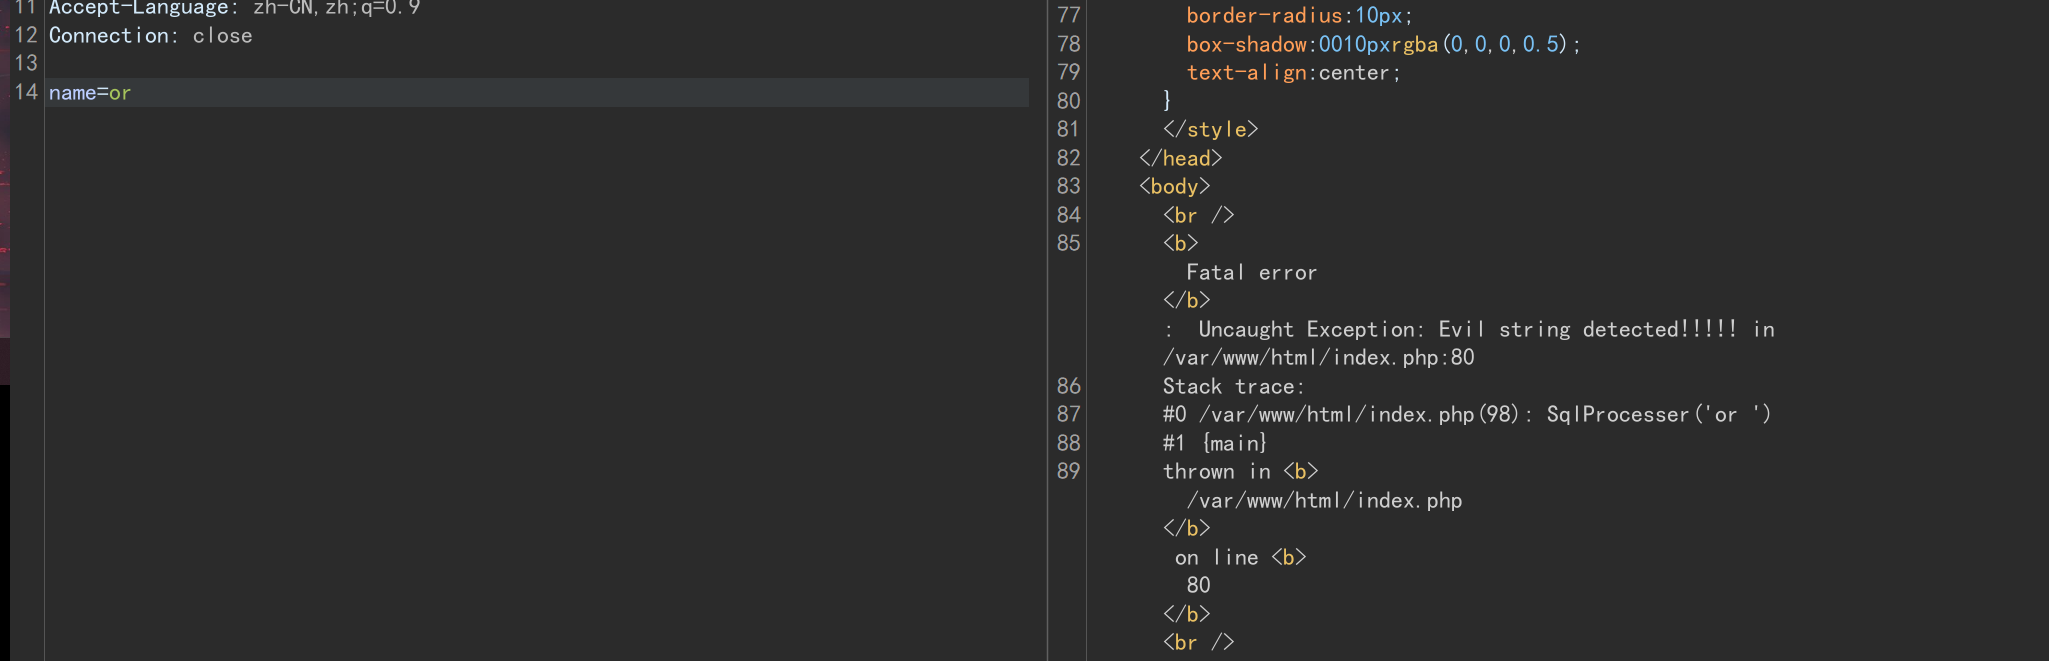 11 Accept-Language: zh-CN,zh;q=0.9
12 Connection: close
13
14 name=or
77 border-radius:10px;
78 box-shadow:0010pxrgba(0,0,0,0.5);
79 text-align:center;
80 }
81 </style>
82 </head>
83 <body>
84 <br />
85 <b>
Fatal error
</b>
:  Uncaught Exception: Evil string detected!!!!! in
/var/www/html/index.php:80
86 Stack trace:
87 #0 /var/www/html/index.php(98): SqlProcesser('or ')
88 #1 {main}
89 thrown in <b>
/var/www/html/index.php
</b>
on line <b>
80
</b>
<br />